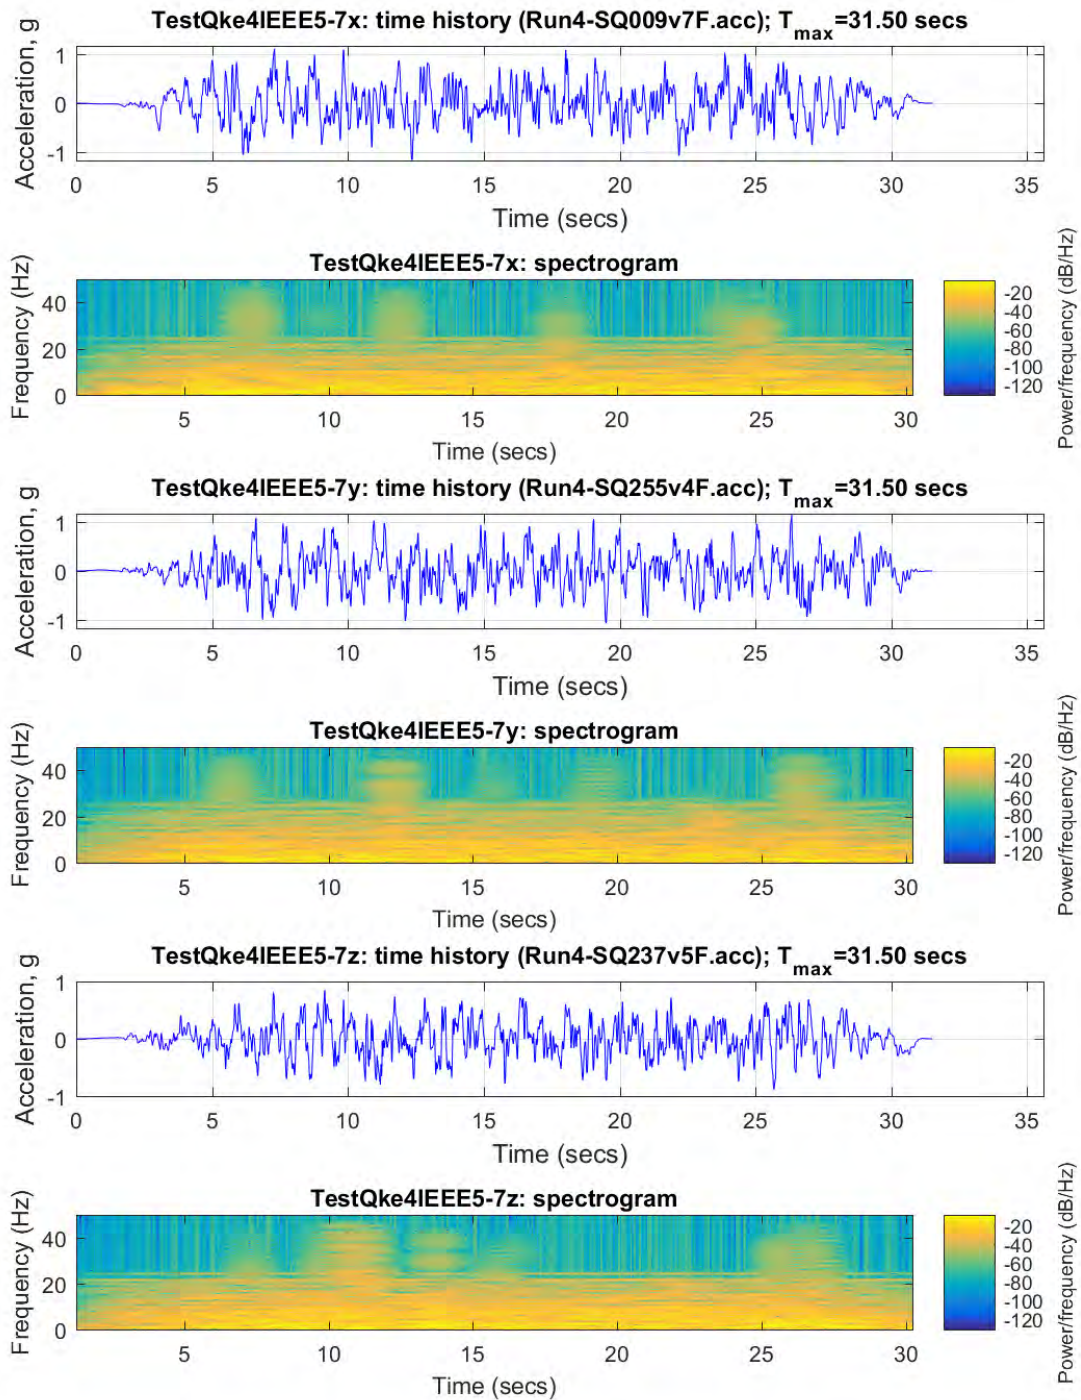 TestQke4IEEE5-7x: time history (Run4-SQ009v7F.acc); Tmax=31.50 secs
Acceleration, g
1
0
-1
0 5 10 15 20 25 30 35
Time (secs)
TestQke4IEEE5-7x: spectrogram
Frequency (Hz)
40
20
0
5 10 15 20 25 30
Time (secs)
-20
-40
-60
-80
-100
-120
Power/frequency (dB/Hz)
TestQke4IEEE5-7y: time history (Run4-SQ255v4F.acc); Tmax=31.50 secs
Acceleration, g
1
0
-1
0 5 10 15 20 25 30 35
Time (secs)
TestQke4IEEE5-7y: spectrogram
Frequency (Hz)
40
20
0
5 10 15 20 25 30
Time (secs)
-20
-40
-60
-80
-100
-120
Power/frequency (dB/Hz)
TestQke4IEEE5-7z: time history (Run4-SQ237v5F.acc); Tmax=31.50 secs
Acceleration, g
1
0
-1
0 5 10 15 20 25 30 35
Time (secs)
TestQke4IEEE5-7z: spectrogram
Frequency (Hz)
40
20
0
5 10 15 20 25 30
Time (secs)
-20
-40
-60
-80
-100
-120
Power/frequency (dB/Hz)